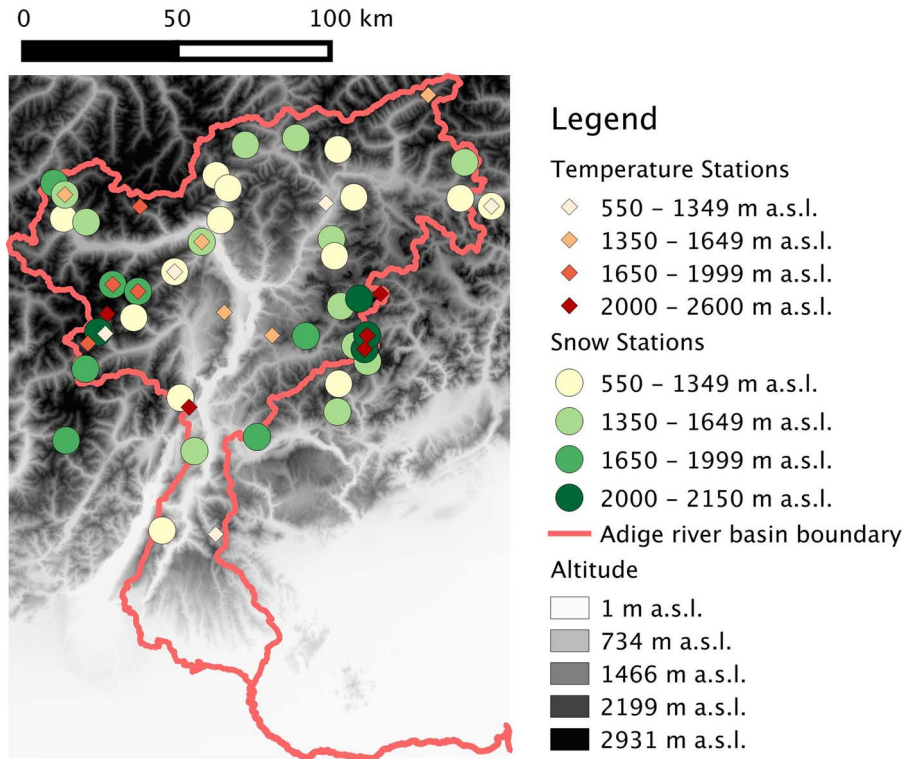 0 50 100 km
Legend
Temperature Stations
550 – 1349 m a.s.l.
1350 – 1649 m a.s.l.
1650 – 1999 m a.s.l.
2000 – 2600 m a.s.l.
Snow Stations
550 – 1349 m a.s.l.
1350 – 1649 m a.s.l.
1650 – 1999 m a.s.l.
2000 – 2150 m a.s.l.
Adige river basin boundary
Altitude
1 m a.s.l.
734 m a.s.l.
1466 m a.s.l.
2199 m a.s.l.
2931 m a.s.l.